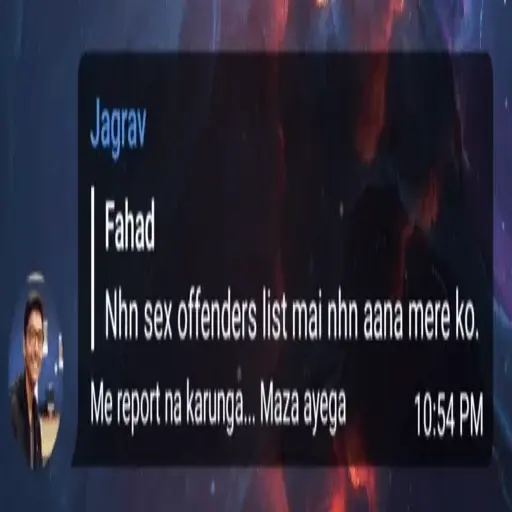 Jagrav
Fahad
Nhn sex offenders list mai nhn aana mere ko.
Me report na karunga... Maza ayega
10:54 PM